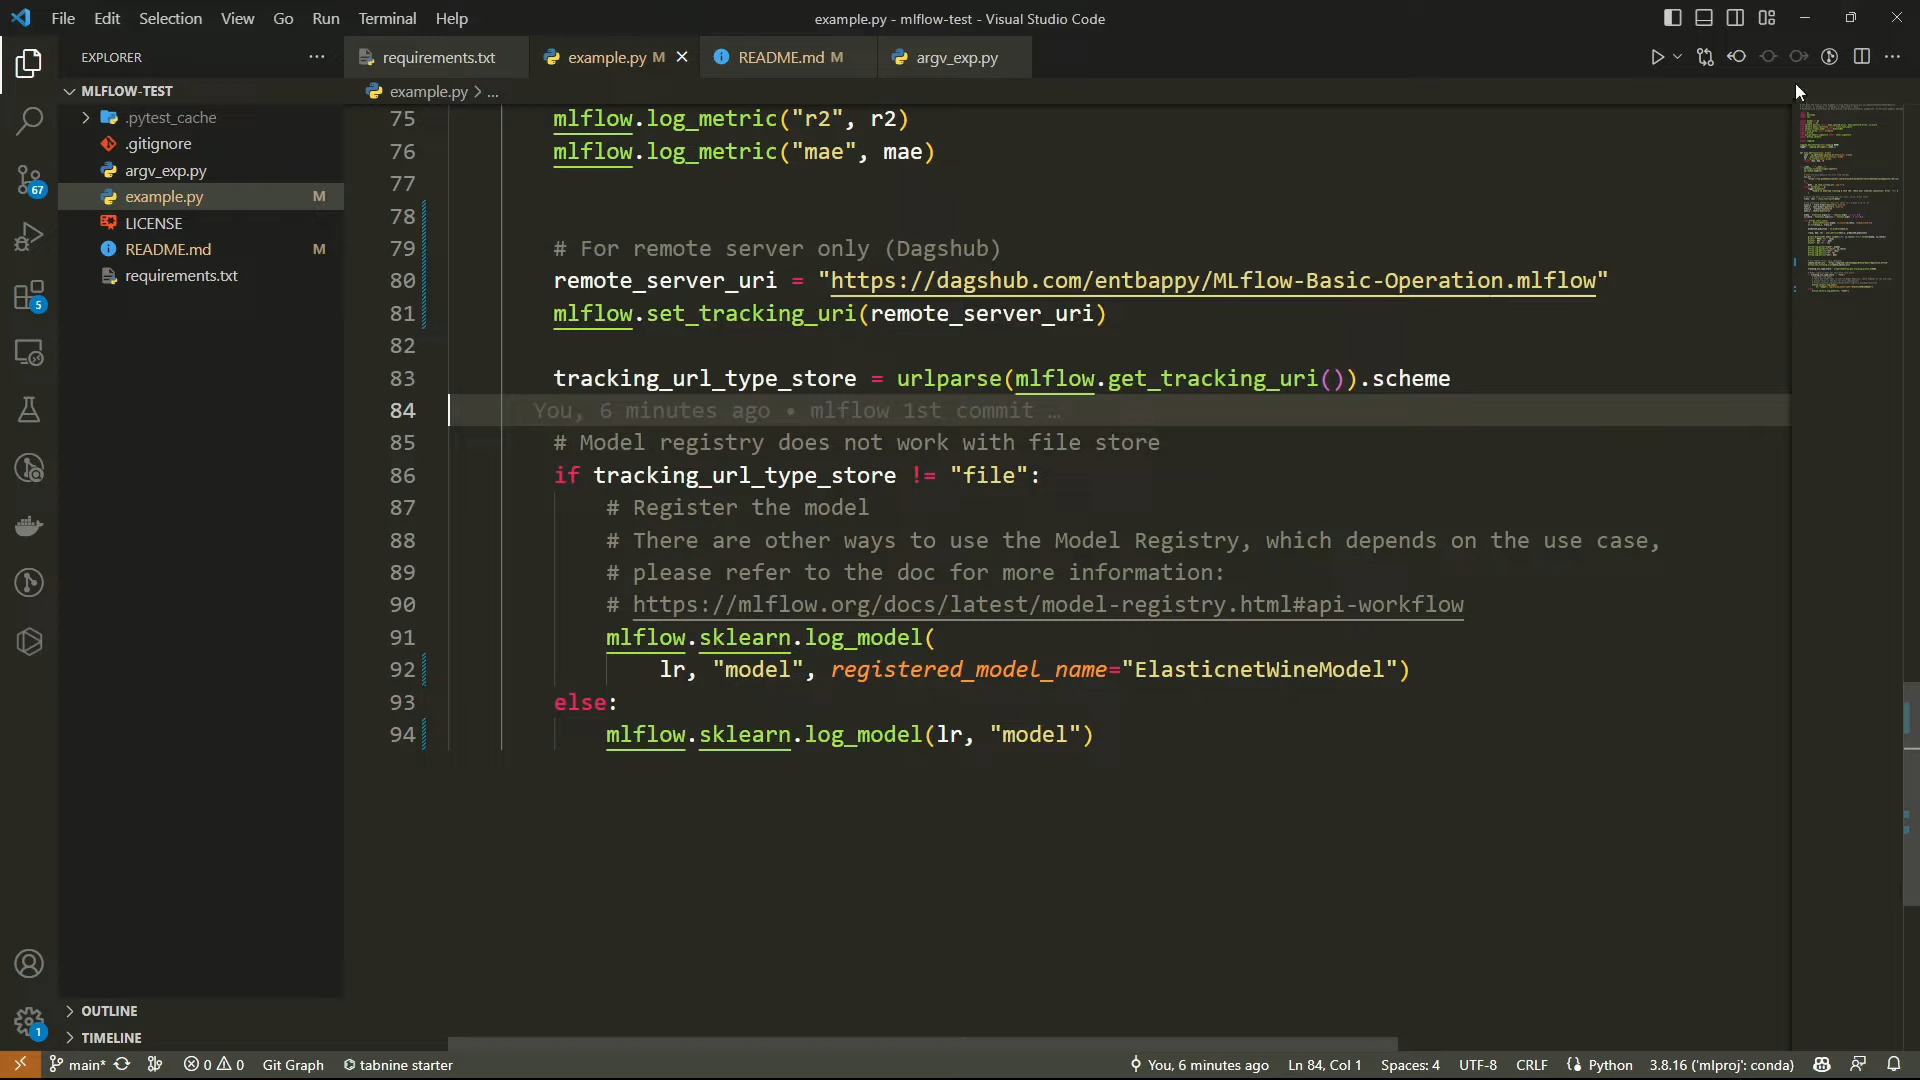 File Edit Selection View Go Run Terminal Help
example.py - mlflow-test - Visual Studio Code
EXPLORER
requirements.txt
example.py M
README.md M
argv_exp.py
MLFLOW-TEST
example.py > ...
.pytest_cache
.gitignore
argv_exp.py
example.py M
LICENSE
README.md M
requirements.txt
67
5
75 mlflow.log_metric("r2", r2)
76 mlflow.log_metric("mae", mae)
77
78
79 # For remote server only (Dagshub)
80 remote_server_uri = "https://dagshub.com/entbappy/MLflow-Basic-Operation.mlflow"
81 mlflow.set_tracking_uri(remote_server_uri)
82
83 tracking_url_type_store = urlparse(mlflow.get_tracking_uri()).scheme
84 You, 6 minutes ago • mlflow 1st commit …
85 # Model registry does not work with file store
86 if tracking_url_type_store != "file":
87 # Register the model
88 # There are other ways to use the Model Registry, which depends on the use case,
89 # please refer to the doc for more information:
90 # https://mlflow.org/docs/latest/model-registry.html#api-workflow
91 mlflow.sklearn.log_model(
92 lr, "model", registered_model_name="ElasticnetWineModel")
93 else:
94 mlflow.sklearn.log_model(lr, "model")
OUTLINE
TIMELINE
1
main* 0 0 Git Graph tabnine starter
You, 6 minutes ago Ln 84, Col 1 Spaces: 4 UTF-8 CRLF Python 3.8.16 ('mlproj': conda)